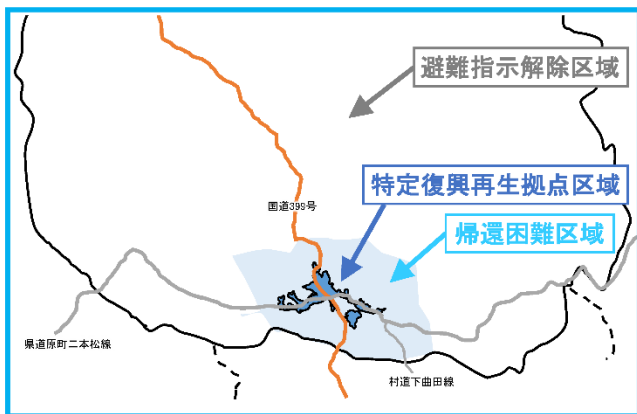 避難指示解除区域
特定復興再生拠点区域
国道399号
帰還困難区域
県道原町二本松線
村道下曲田線